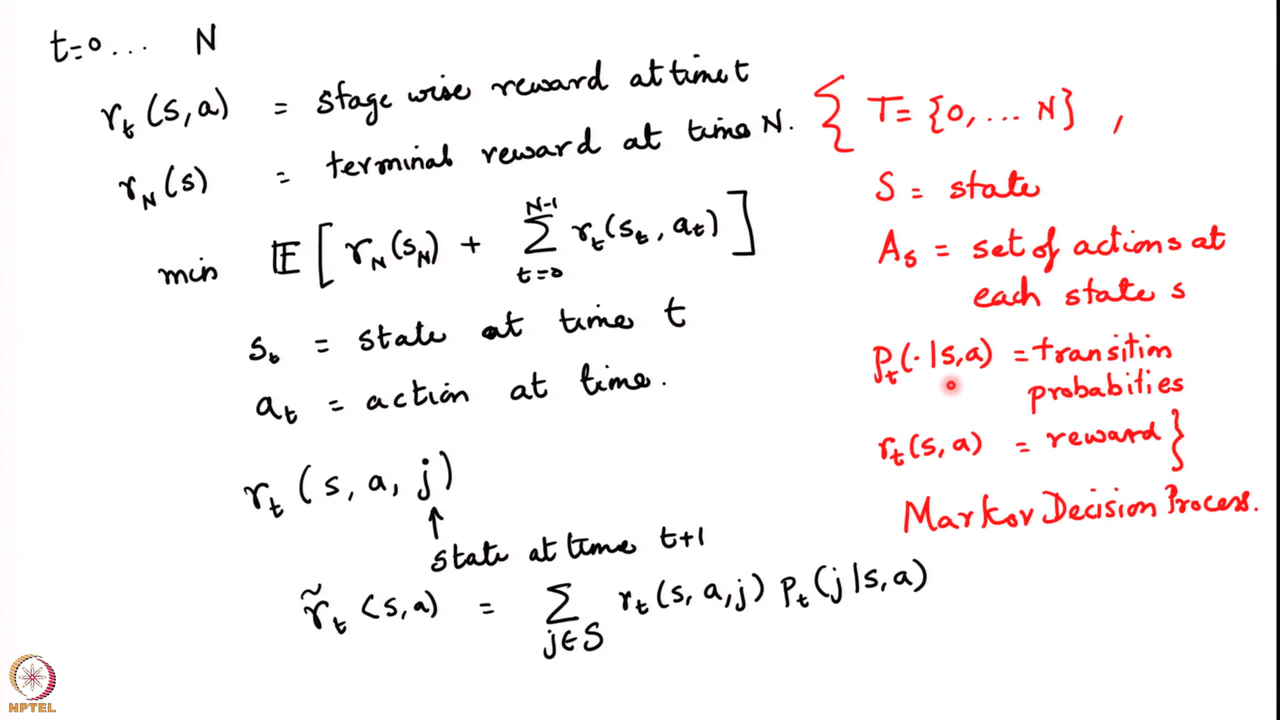 t=0... N
r_t(s,a) = stage wise reward at time t
r_N(s) = terminal reward at time N.
min E[ r_N(s_N) + Σ_{t=0}^{N-1} r_t(s_t, a_t) ]
s_t = state at time t
a_t = action at time.
r_t(s, a, j)
↑
state at time t+1
r̃_t(s,a) = Σ_{j∈S} r_t(s,a,j) p_t(j|s,a)
{ T = {0, ... N} ,
S = state
A_s = set of actions at
each state s
p_t(·|s,a) = transitim
probabities
r_t(s,a) = reward }
Markov Decision Process.
NPTEL